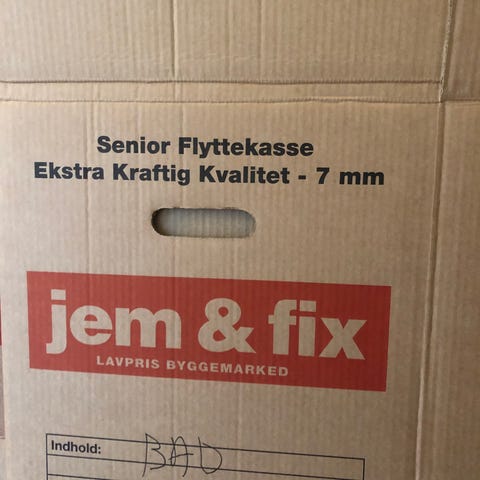 Senior Flyttekasse
Ekstra Kraftig Kvalitet - 7 mm
jem & fix
LAVPRIS BYGGEMARKED
Indhold: BAD